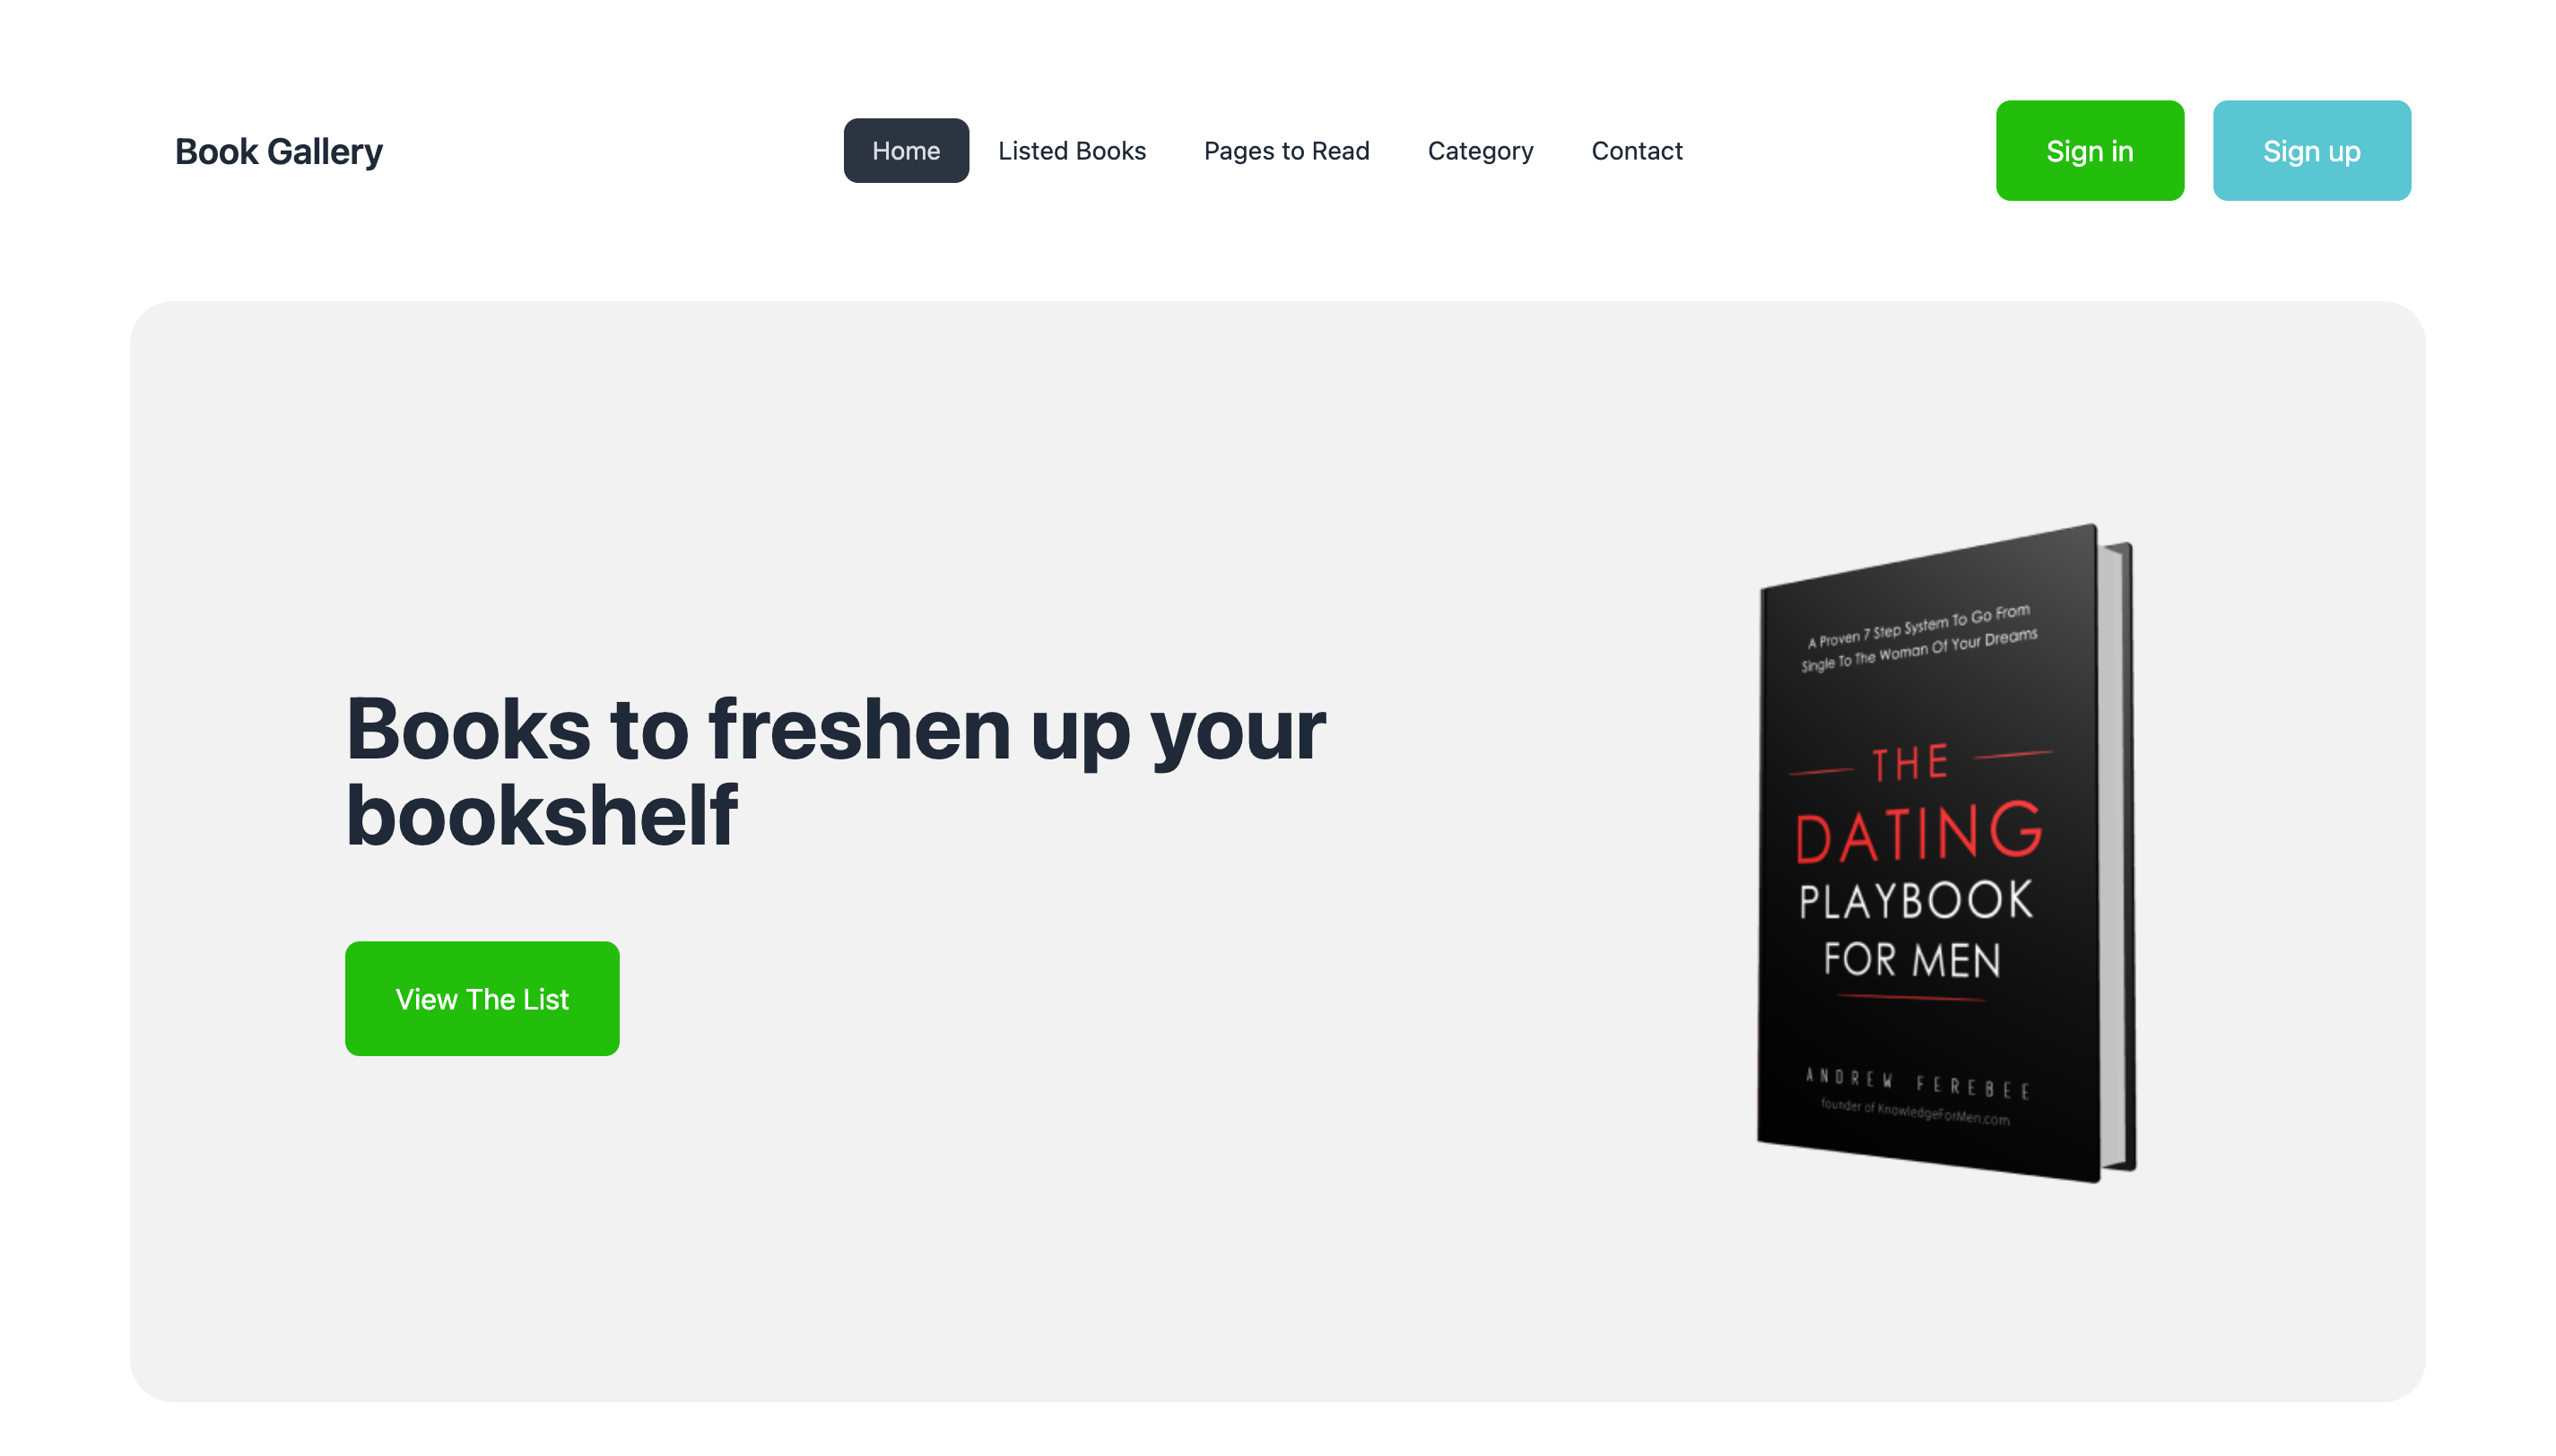 Book Gallery
Home
Listed Books
Pages to Read
Category
Contact
Sign in
Sign up
Books to freshen up your
bookshelf
View The List
A Proven 7 Step System To Go From
Single To The Woman Of Your Dreams
THE
DATING
PLAYBOOK
FOR MEN
ANDREW FEREBEE
founder of KnowledgeForMen.com